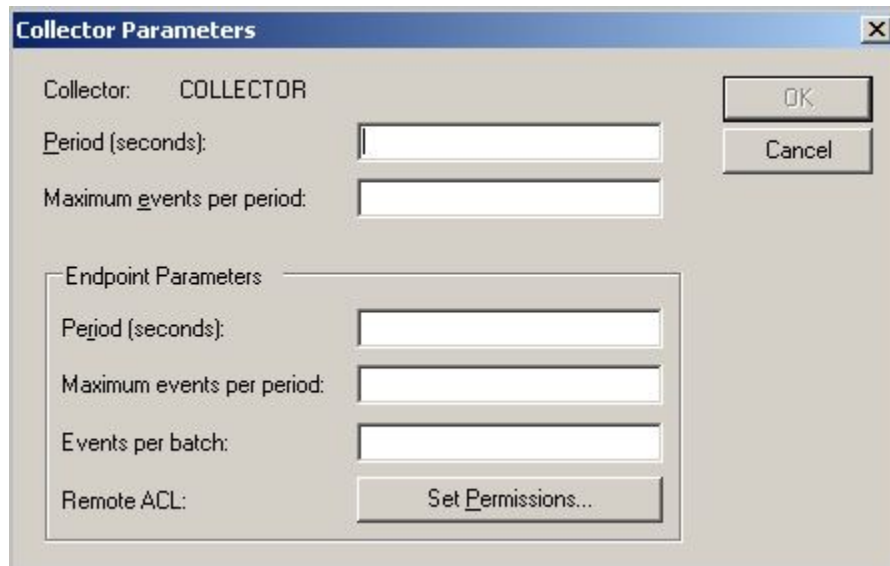 Collector Parameters
Collector: COLLECTOR
OK
Period (seconds):
Cancel
Maximum events per period:
Endpoint Parameters
Period (seconds):
Maximum events per period:
Events per batch:
Remote ACL: Set Permissions...